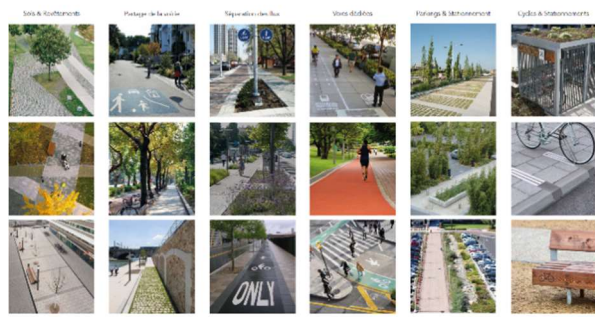 Sols & Revêtements
Partage de la voirie
Séparation des flux
Voies dédiées
Parkings & Stationnement
Cycles & Stationnements
ONLY